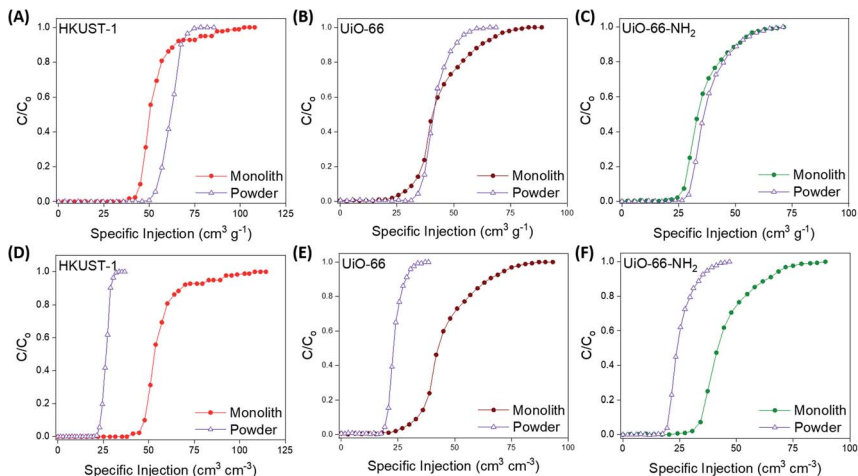 (A)
HKUST-1
1.0
0.8
0.6
0.4
0.2
0.0
C/Co
Monolith
Powder
0 25 50 75 100 125
Specific Injection (cm³ g⁻¹)
(B)
UiO-66
1.0
0.8
0.6
0.4
0.2
0.0
C/Co
Monolith
Powder
0 25 50 75 100
Specific Injection (cm³ g⁻¹)
(C)
UiO-66-NH₂
1.0
0.8
0.6
0.4
0.2
0.0
C/Co
Monolith
Powder
0 25 50 75 100
Specific Injection (cm³ g⁻¹)
(D)
HKUST-1
1.0
0.8
0.6
0.4
0.2
0.0
C/Co
Monolith
Powder
0 25 50 75 100 125
Specific Injection (cm³ cm⁻³)
(E)
UiO-66
1.0
0.8
0.6
0.4
0.2
0.0
C/Co
Monolith
Powder
0 25 50 75 100
Specific Injection (cm³ cm⁻³)
(F)
UiO-66-NH₂
1.0
0.8
0.6
0.4
0.2
0.0
C/Co
Monolith
Powder
0 25 50 75 100
Specific Injection (cm³ cm⁻³)